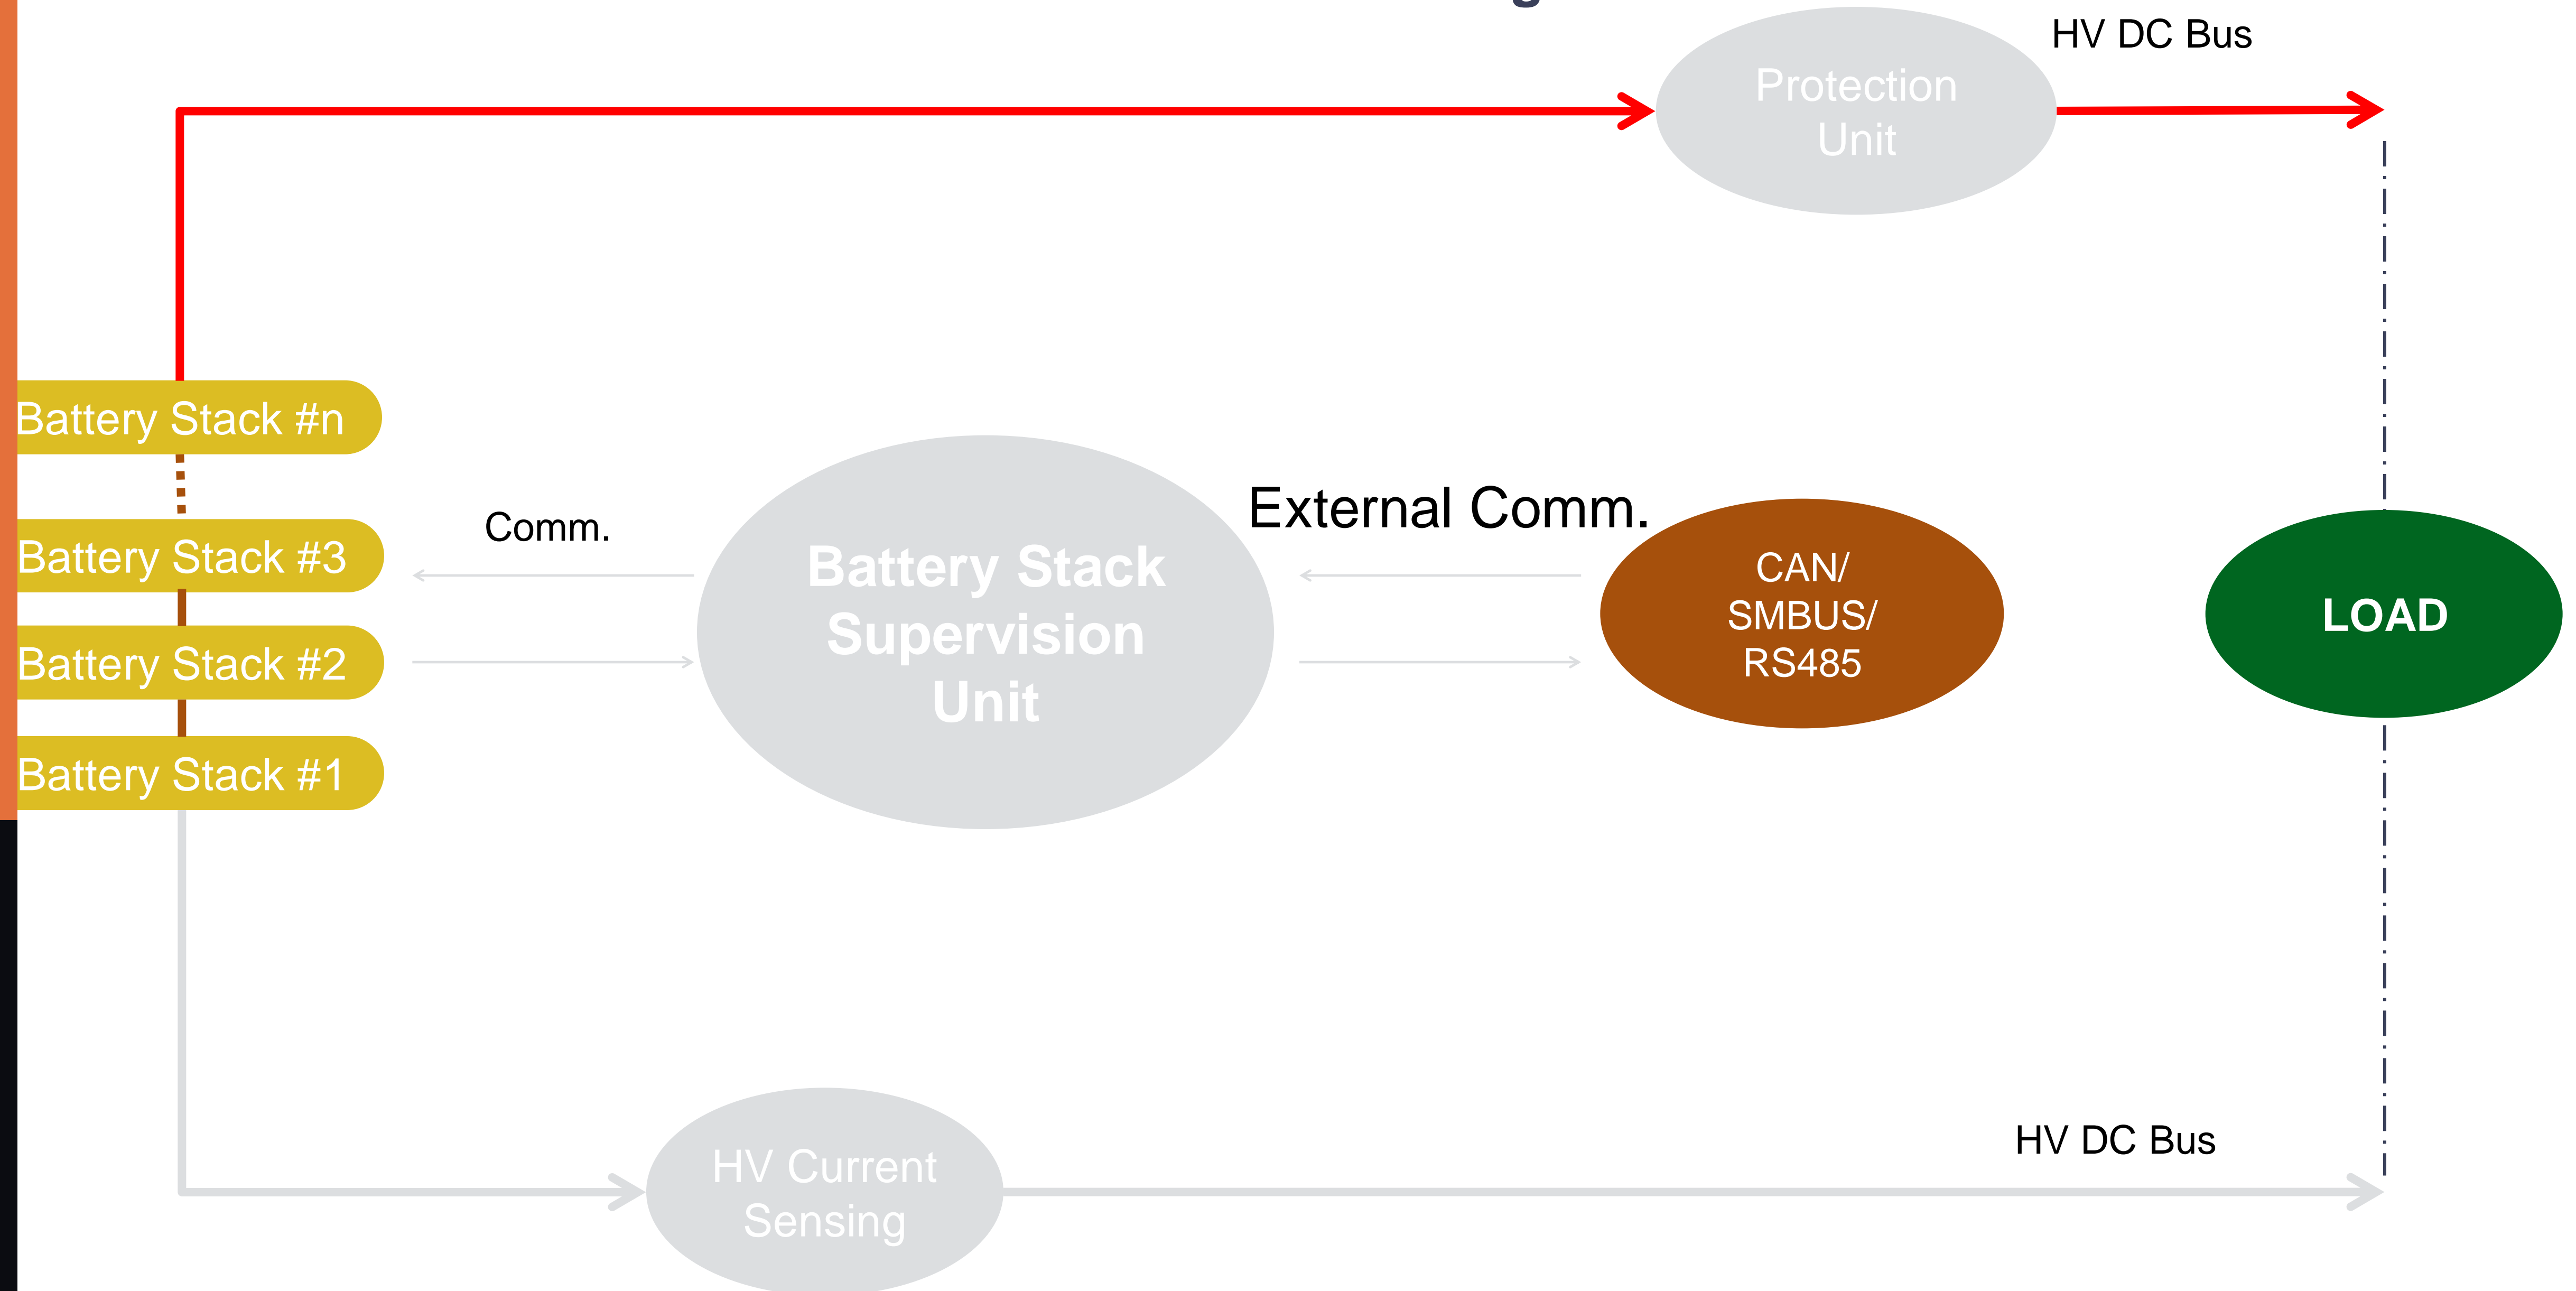 HV DC Bus
Protection
Unit
Battery Stack #n
Battery Stack #3
Battery Stack #2
Battery Stack #1
Comm.
Battery Stack
Supervision
Unit
External Comm.
CAN/
SMBUS/
RS485
LOAD
HV Current
Sensing
HV DC Bus